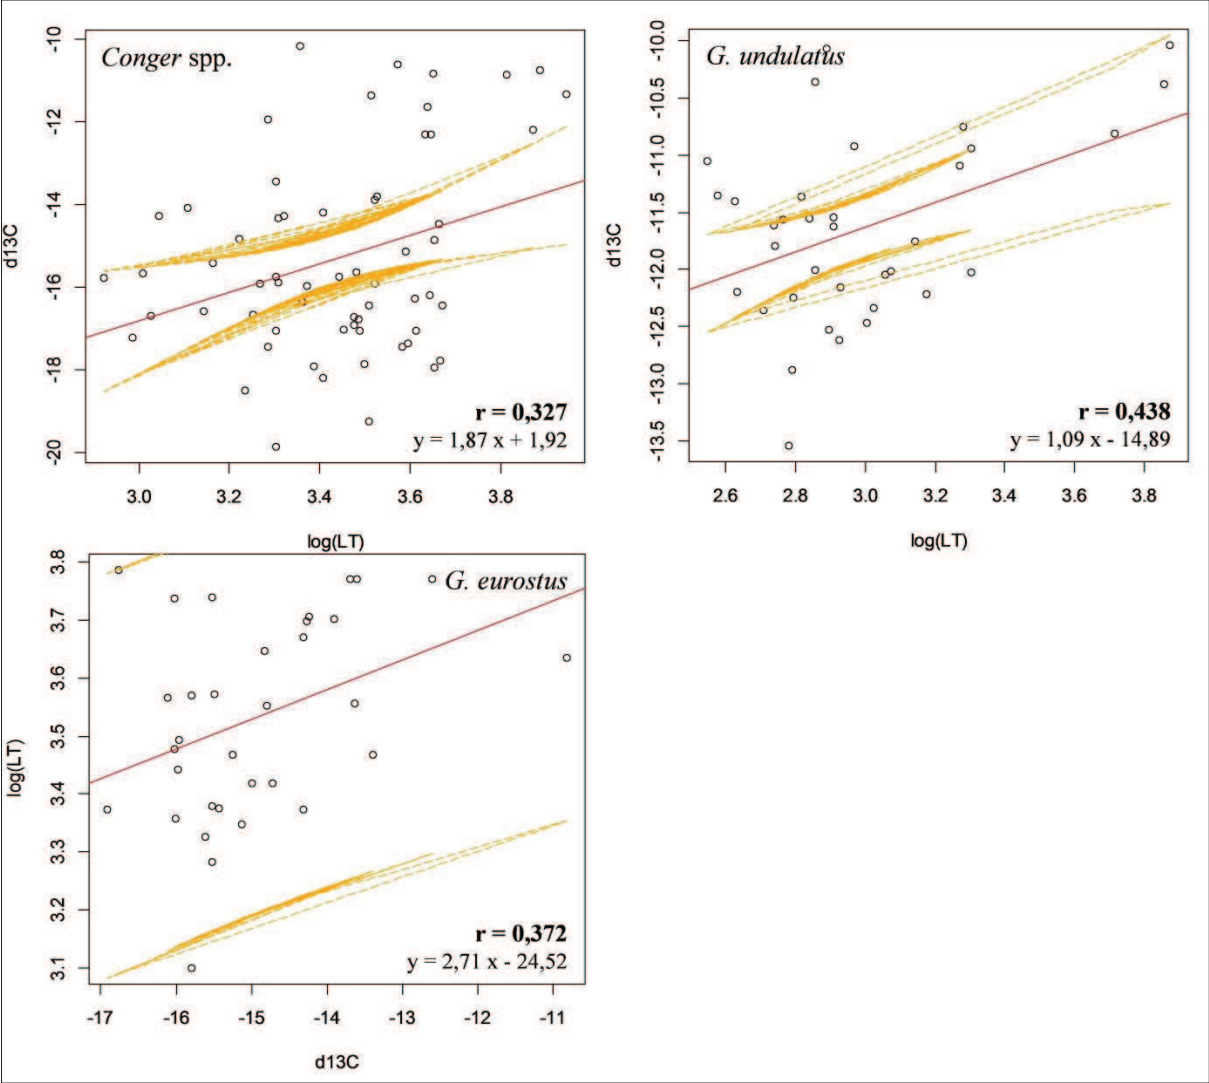 Conger spp.
d13C
-10
-12
-14
-16
-18
-20
r = 0,327
y = 1,87 x + 1,92
3.0 3.2 3.4 3.6 3.8
log(LT)
G. undulatus
d13C
-10.0
-10.5
-11.0
-11.5
-12.0
-12.5
-13.0
-13.5
r = 0,438
y = 1,09 x - 14,89
2.6 2.8 3.0 3.2 3.4 3.6 3.8
log(LT)
G. eurostus
log(LT)
3.8
3.7
3.6
3.5
3.4
3.3
3.2
3.1
r = 0,372
y = 2,71 x - 24,52
-17 -16 -15 -14 -13 -12 -11
d13C